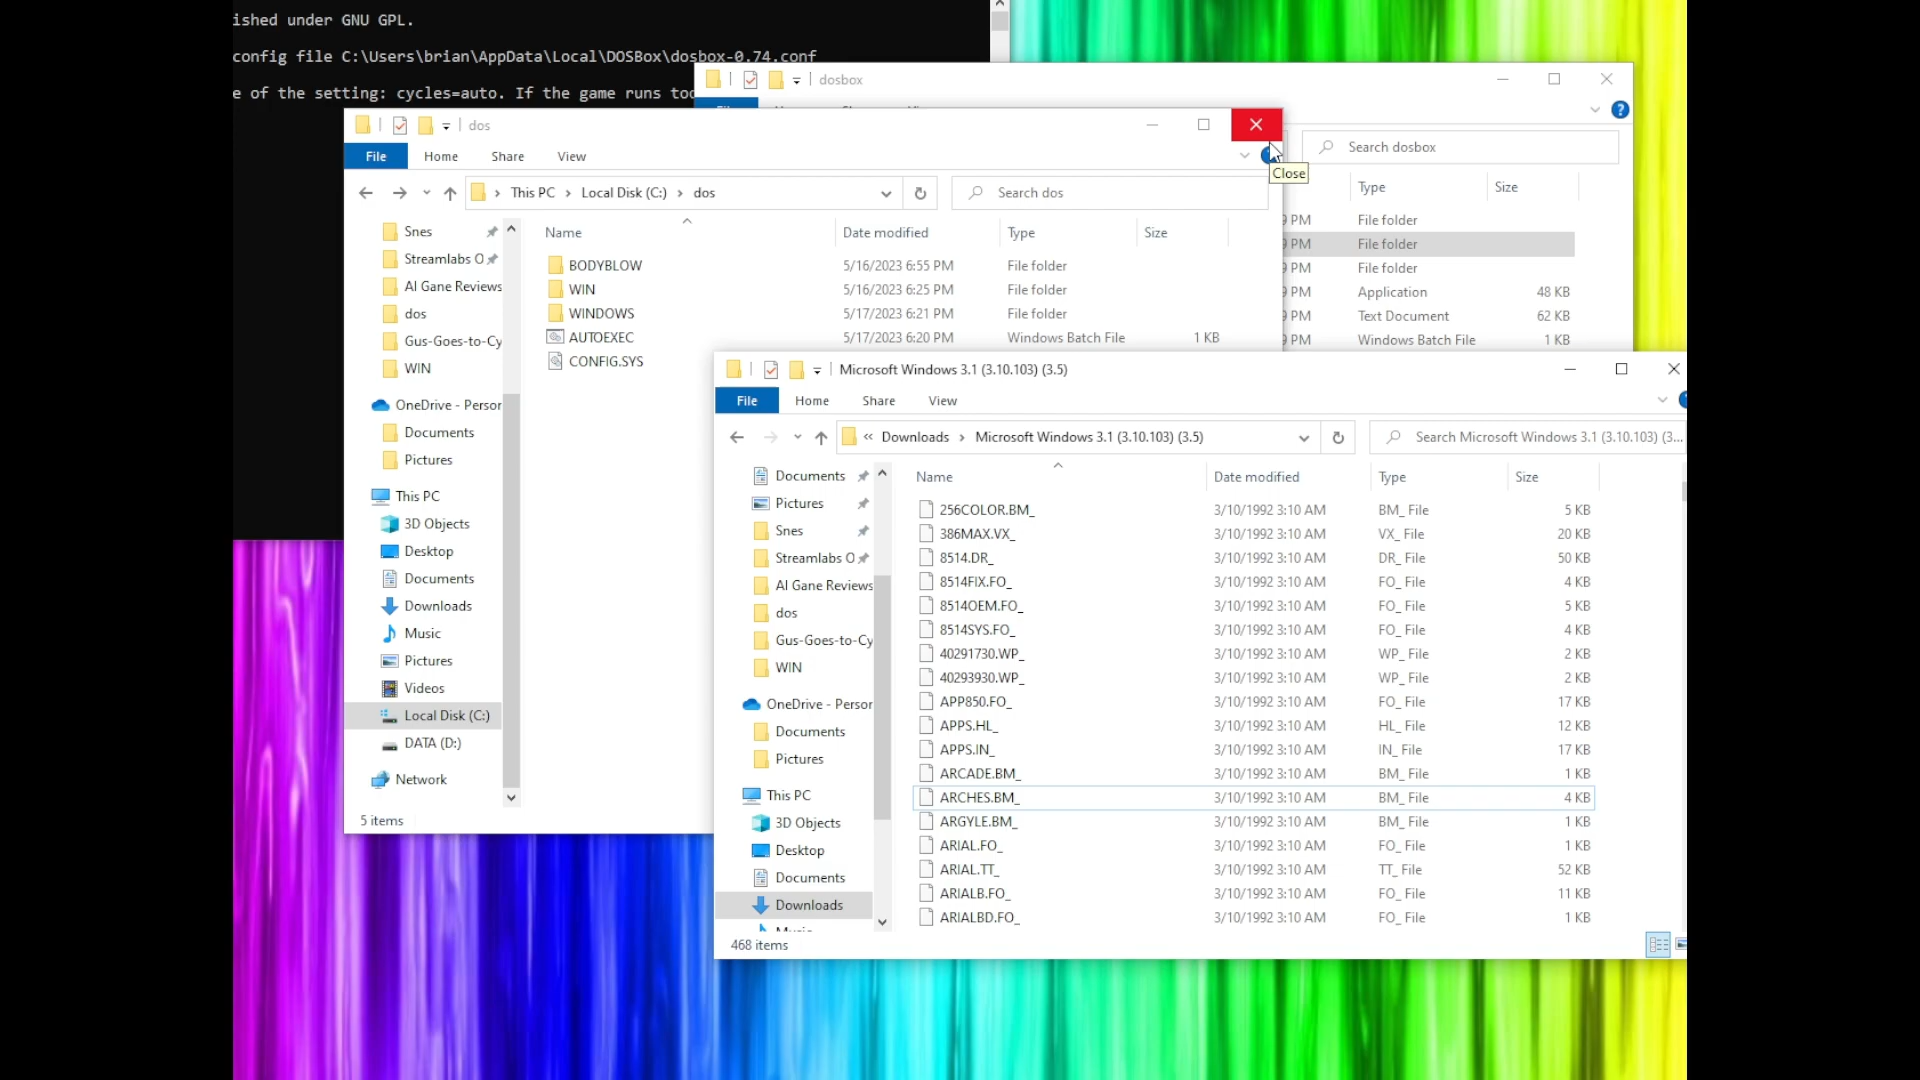 ished under GNU GPL.
config file C:\Users\brian\AppData\Local\DOSBox\dosbox-0.74.conf
e of the setting: cycles=auto. If the game runs too
dosbox
Search dosbox
Type Size
PM File folder
PM File folder
PM File folder
PM Application 48 KB
PM Text Document 62 KB
PM Windows Batch File 1 KB
dos
File Home Share View
Close
This PC › Local Disk (C:) › dos
Search dos
Name Date modified Type Size
BODYBLOW 5/16/2023 6:55 PM File folder
WIN 5/16/2023 6:25 PM File folder
WINDOWS 5/17/2023 6:21 PM File folder
AUTOEXEC 5/17/2023 6:20 PM Windows Batch File 1 KB
CONFIG.SYS
Snes
Streamlabs O
AI Gane Reviews
dos
Gus-Goes-to-Cy
WIN
OneDrive - Person
Documents
Pictures
This PC
3D Objects
Desktop
Documents
Downloads
Music
Pictures
Videos
Local Disk (C:)
DATA (D:)
Network
5 items
Microsoft Windows 3.1 (3.10.103) (3.5)
File Home Share View
« Downloads › Microsoft Windows 3.1 (3.10.103) (3.5)
Search Microsoft Windows 3.1 (3.10.103) (3...
Documents
Pictures
Snes
Streamlabs O
AI Gane Reviews
dos
Gus-Goes-to-Cy
WIN
OneDrive - Person
Documents
Pictures
This PC
3D Objects
Desktop
Documents
Downloads
Music
Name Date modified Type Size
256COLOR.BM_ 3/10/1992 3:10 AM BM_ File 5 KB
386MAX.VX_ 3/10/1992 3:10 AM VX_ File 20 KB
8514.DR_ 3/10/1992 3:10 AM DR_ File 50 KB
8514FIX.FO_ 3/10/1992 3:10 AM FO_ File 4 KB
8514OEM.FO_ 3/10/1992 3:10 AM FO_ File 5 KB
8514SYS.FO_ 3/10/1992 3:10 AM FO_ File 4 KB
40291730.WP_ 3/10/1992 3:10 AM WP_ File 2 KB
40293930.WP_ 3/10/1992 3:10 AM WP_ File 2 KB
APP850.FO_ 3/10/1992 3:10 AM FO_ File 17 KB
APPS.HL_ 3/10/1992 3:10 AM HL_ File 12 KB
APPS.IN_ 3/10/1992 3:10 AM IN_ File 17 KB
ARCADE.BM_ 3/10/1992 3:10 AM BM_ File 1 KB
ARCHES.BM_ 3/10/1992 3:10 AM BM_ File 4 KB
ARGYLE.BM_ 3/10/1992 3:10 AM BM_ File 1 KB
ARIAL.FO_ 3/10/1992 3:10 AM FO_ File 1 KB
ARIAL.TT_ 3/10/1992 3:10 AM TT_ File 52 KB
ARIALB.FO_ 3/10/1992 3:10 AM FO_ File 11 KB
ARIALBD.FO_ 3/10/1992 3:10 AM FO_ File 1 KB
468 items